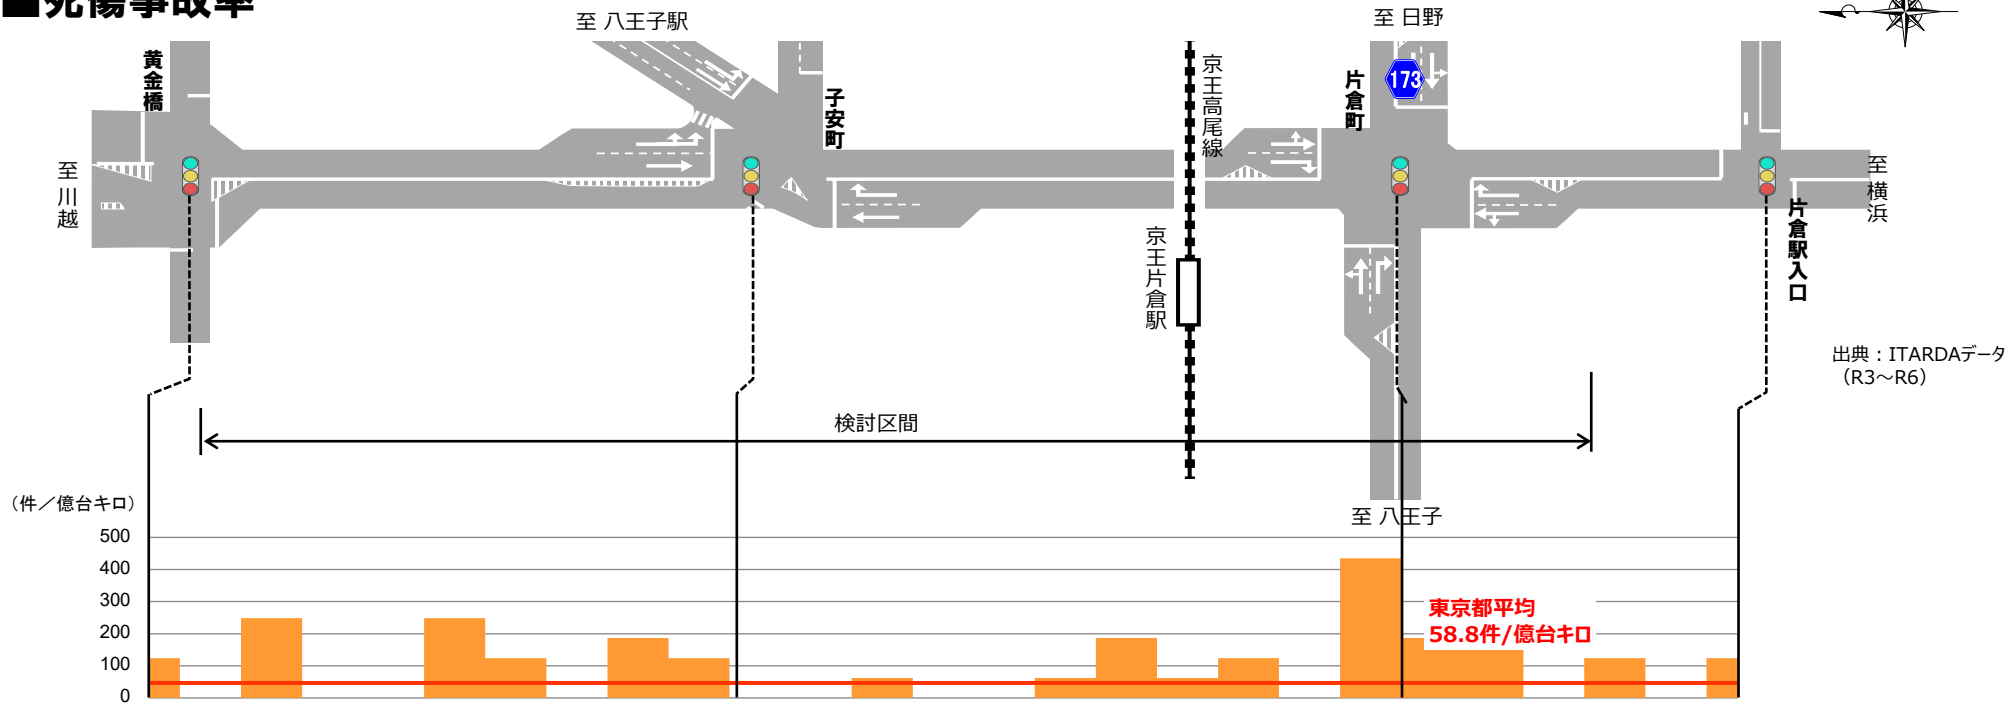 ■死傷事故率
至 八王子駅
至 日野
黄金橋
子安町
京王高尾線
片倉町
173
至川越
至横浜
片倉駅入口
京王片倉駅
出典：ITARDAデータ
（R3～R6）
検討区間
至 八王子
（件／億台キロ）
500
400
300
200
100
0
東京都平均
58.8件/億台キロ